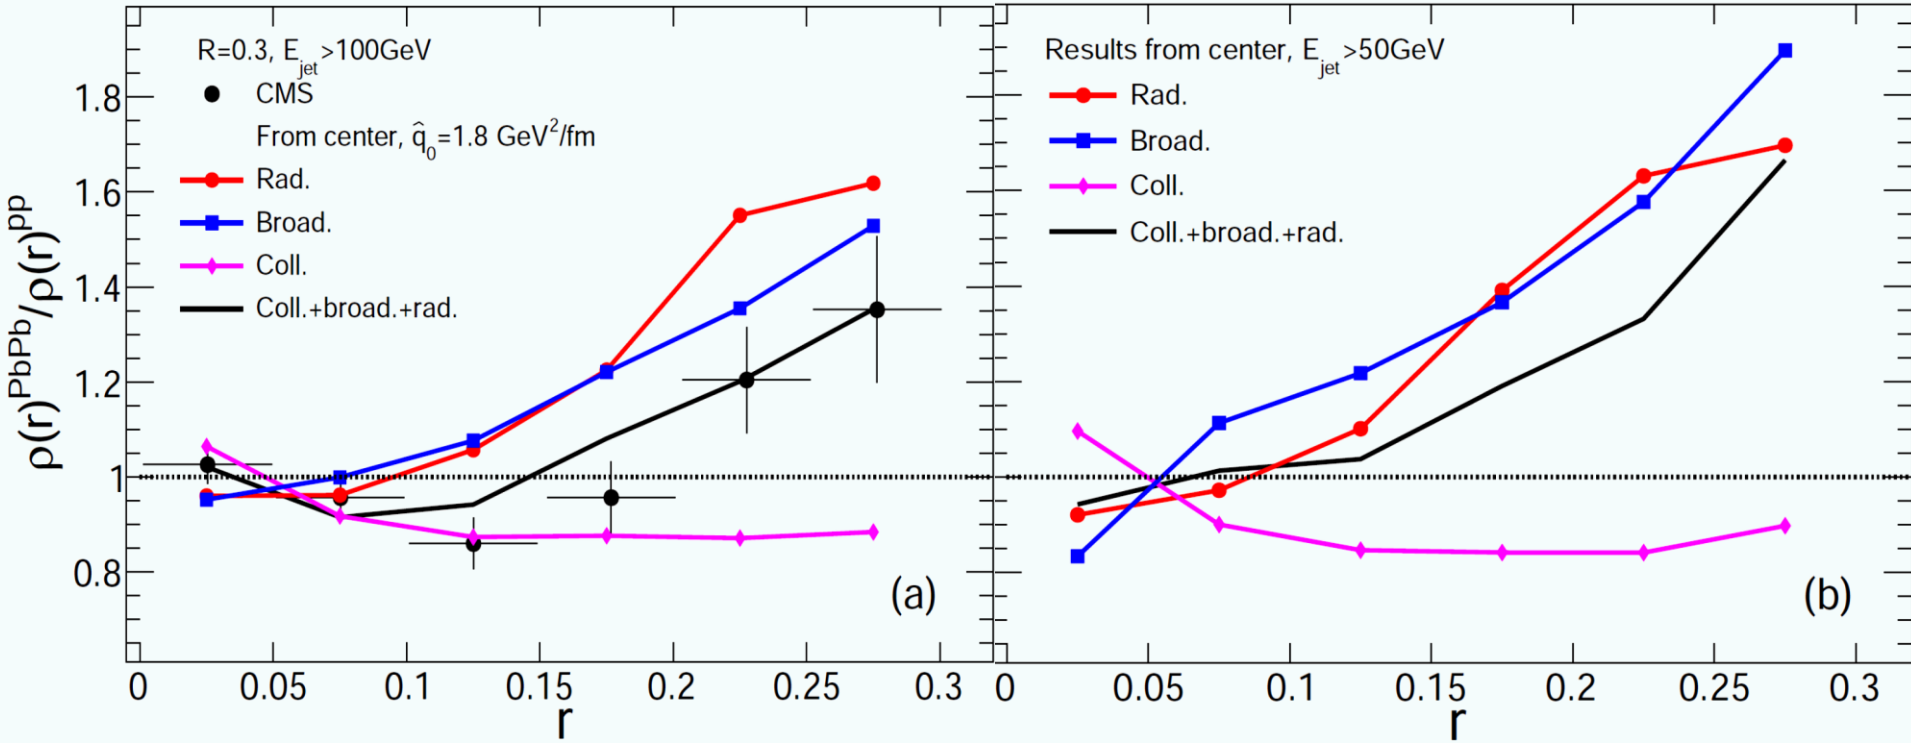 ρ(r)^PbPb/ρ(r)^pp
1.8
1.6
1.4
1.2
1
0.8
R=0.3, E_jet>100GeV
CMS
From center, q̂_0=1.8 GeV^2/fm
Rad.
Broad.
Coll.
Coll.+broad.+rad.
(a)
0 0.05 0.1 0.15 0.2 0.25 0.3
r
Results from center, E_jet>50GeV
Rad.
Broad.
Coll.
Coll.+broad.+rad.
(b)
0 0.05 0.1 0.15 0.2 0.25 0.3
r